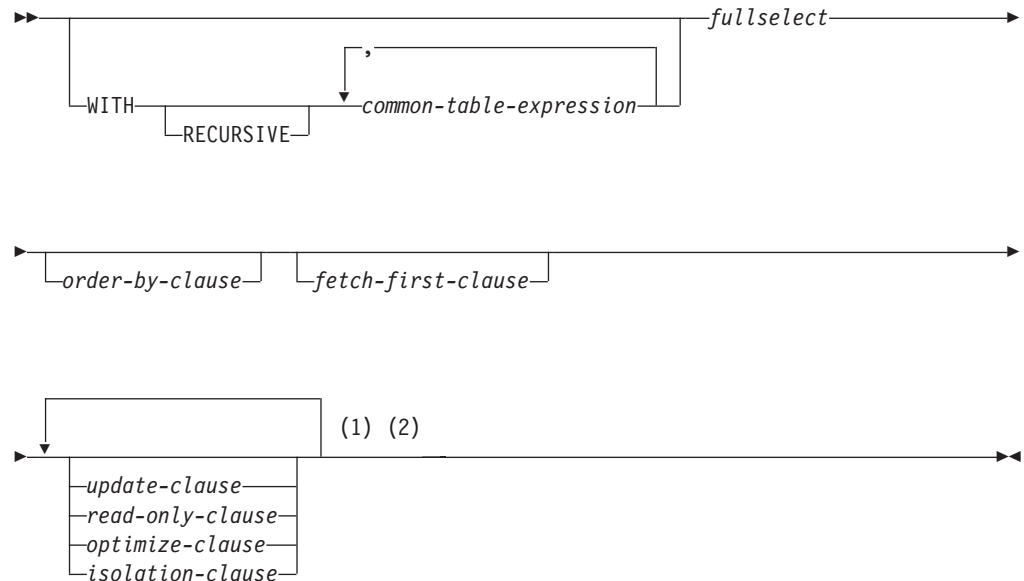 fullselect
,
WITH
common-table-expression
RECURSIVE
order-by-clause
fetch-first-clause
(1) (2)
update-clause
read-only-clause
optimize-clause
isolation-clause